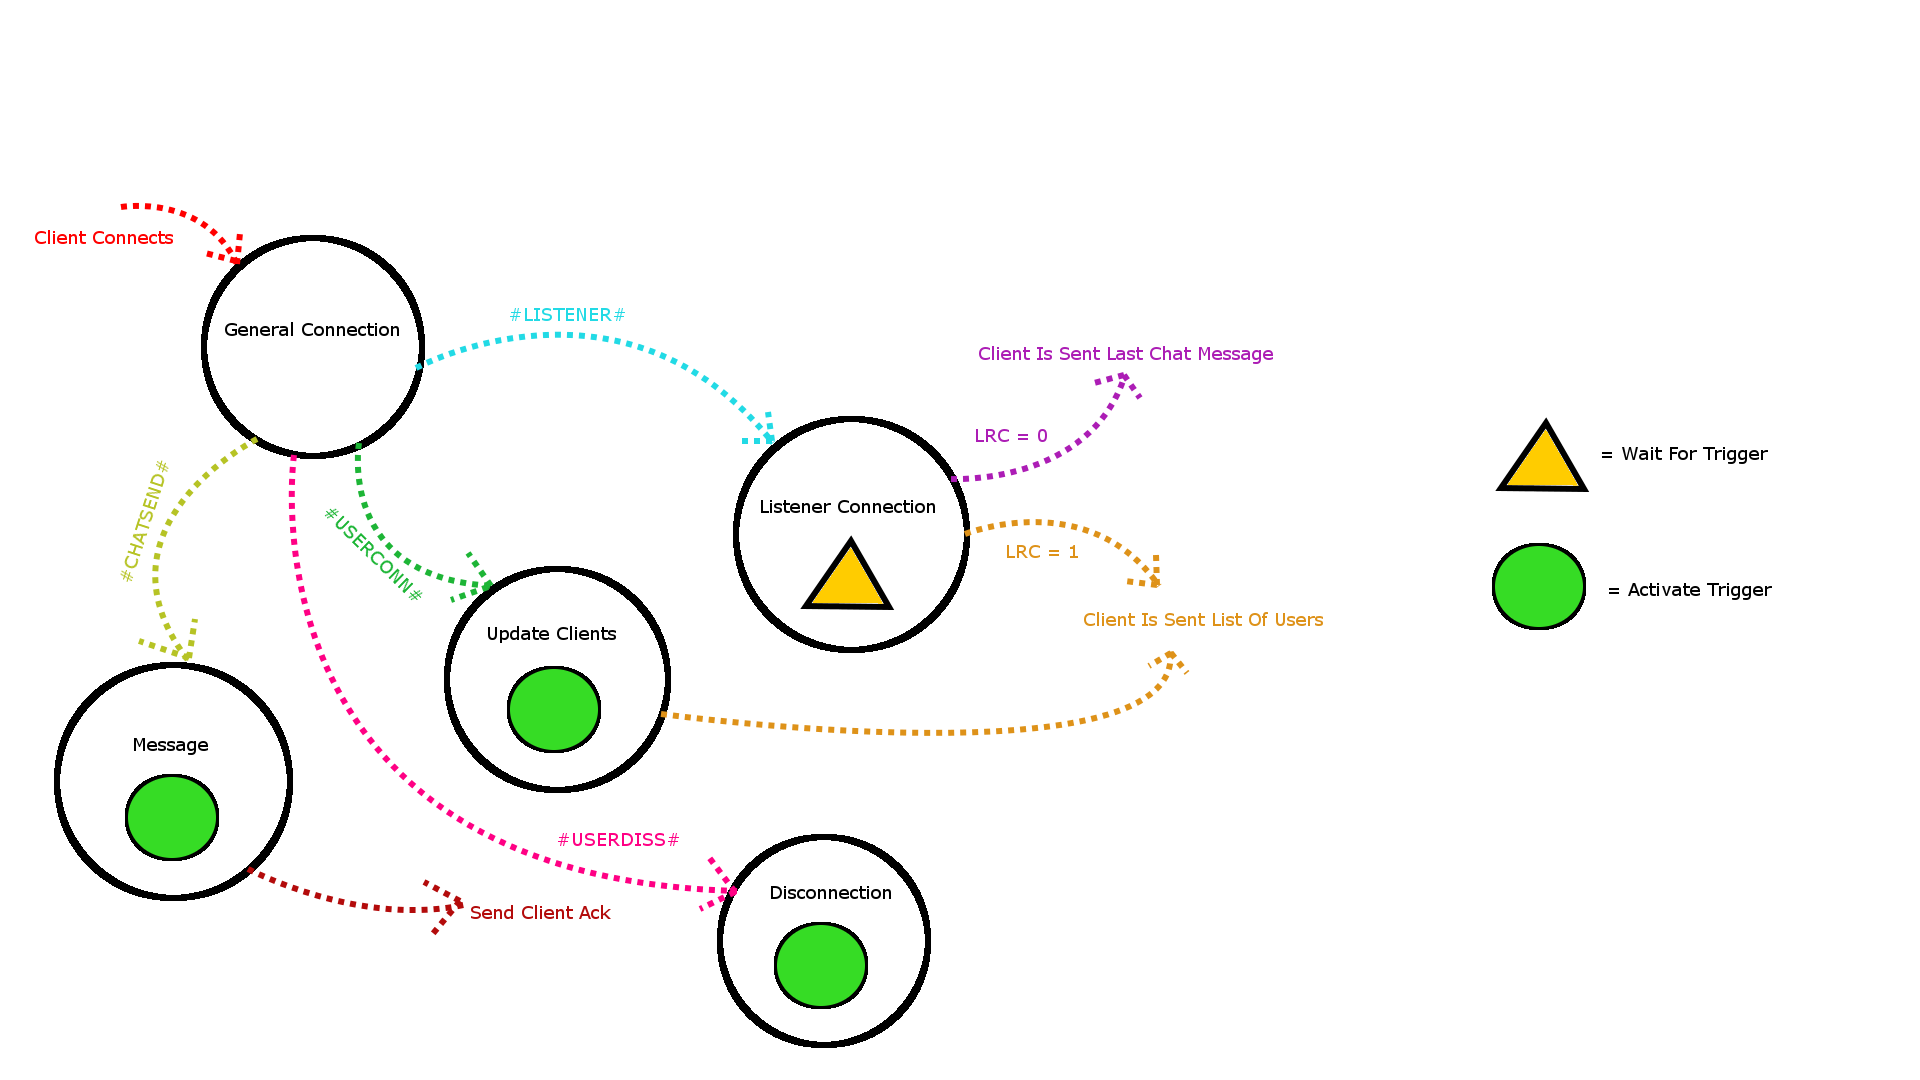 Client Connects
General Connection
#LISTENER#
Client Is Sent Last Chat Message
LRC = 0
#CHATSEND#
#USERCONN#
Listener Connection
LRC = 1
= Wait For Trigger
= Activate Trigger
Client Is Sent List Of Users
Update Clients
Message
#USERDISS#
Disconnection
Send Client Ack